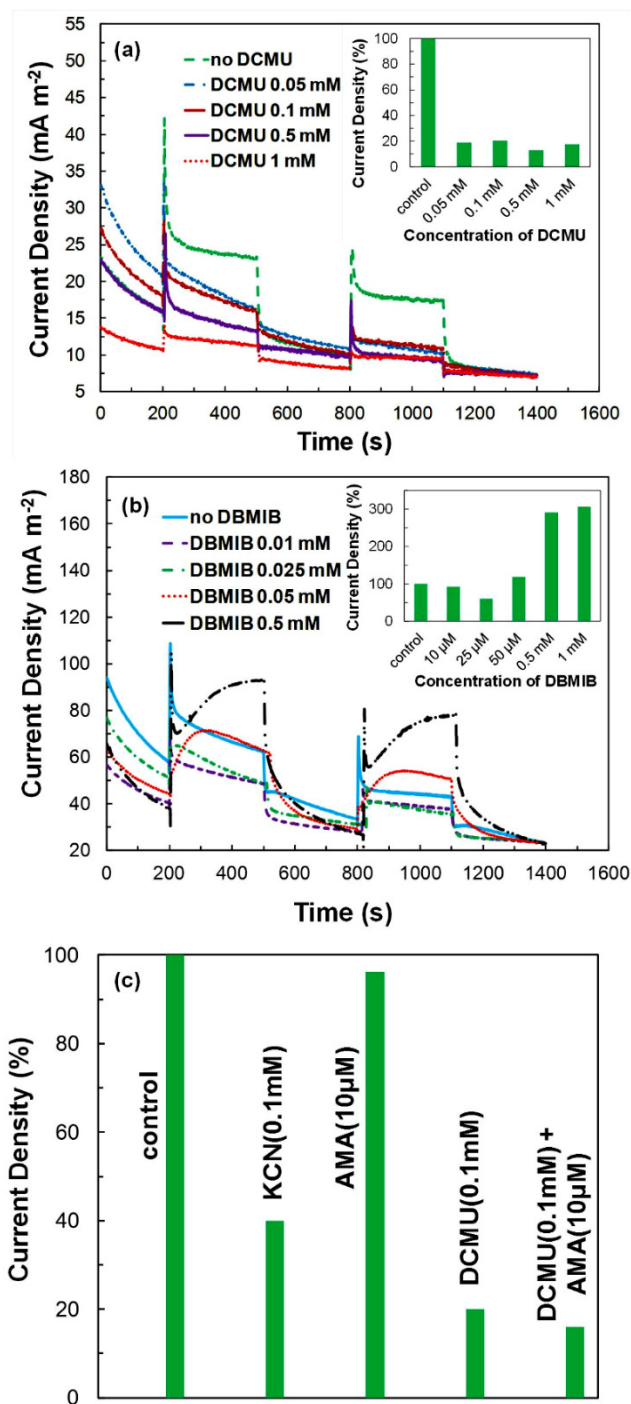 (a)
Current Density (mA m⁻²)
55
50
45
40
35
30
25
20
15
10
5
no DCMU
DCMU 0.05 mM
DCMU 0.1 mM
DCMU 0.5 mM
DCMU 1 mM
0 200 400 600 800 1000 1200 1400 1600
Time (s)
Current Density (%)
100
80
60
40
20
0
control 0.05 mM 0.1 mM 0.5 mM 1 mM
Concentration of DCMU
(b)
Current Density (mA m⁻²)
180
160
140
120
100
80
60
40
20
no DBMIB
DBMIB 0.01 mM
DBMIB 0.025 mM
DBMIB 0.05 mM
DBMIB 0.5 mM
0 200 400 600 800 1000 1200 1400 1600
Time (s)
Current Density (%)
300
200
100
0
control 10 µM 25 µM 50 µM 0.5 mM 1 mM
Concentration of DBMIB
(c)
Current Density (%)
100
80
60
40
20
0
control
KCN(0.1mM)
AMA(10µM)
DCMU(0.1mM)
DCMU(0.1mM) +
AMA(10µM)